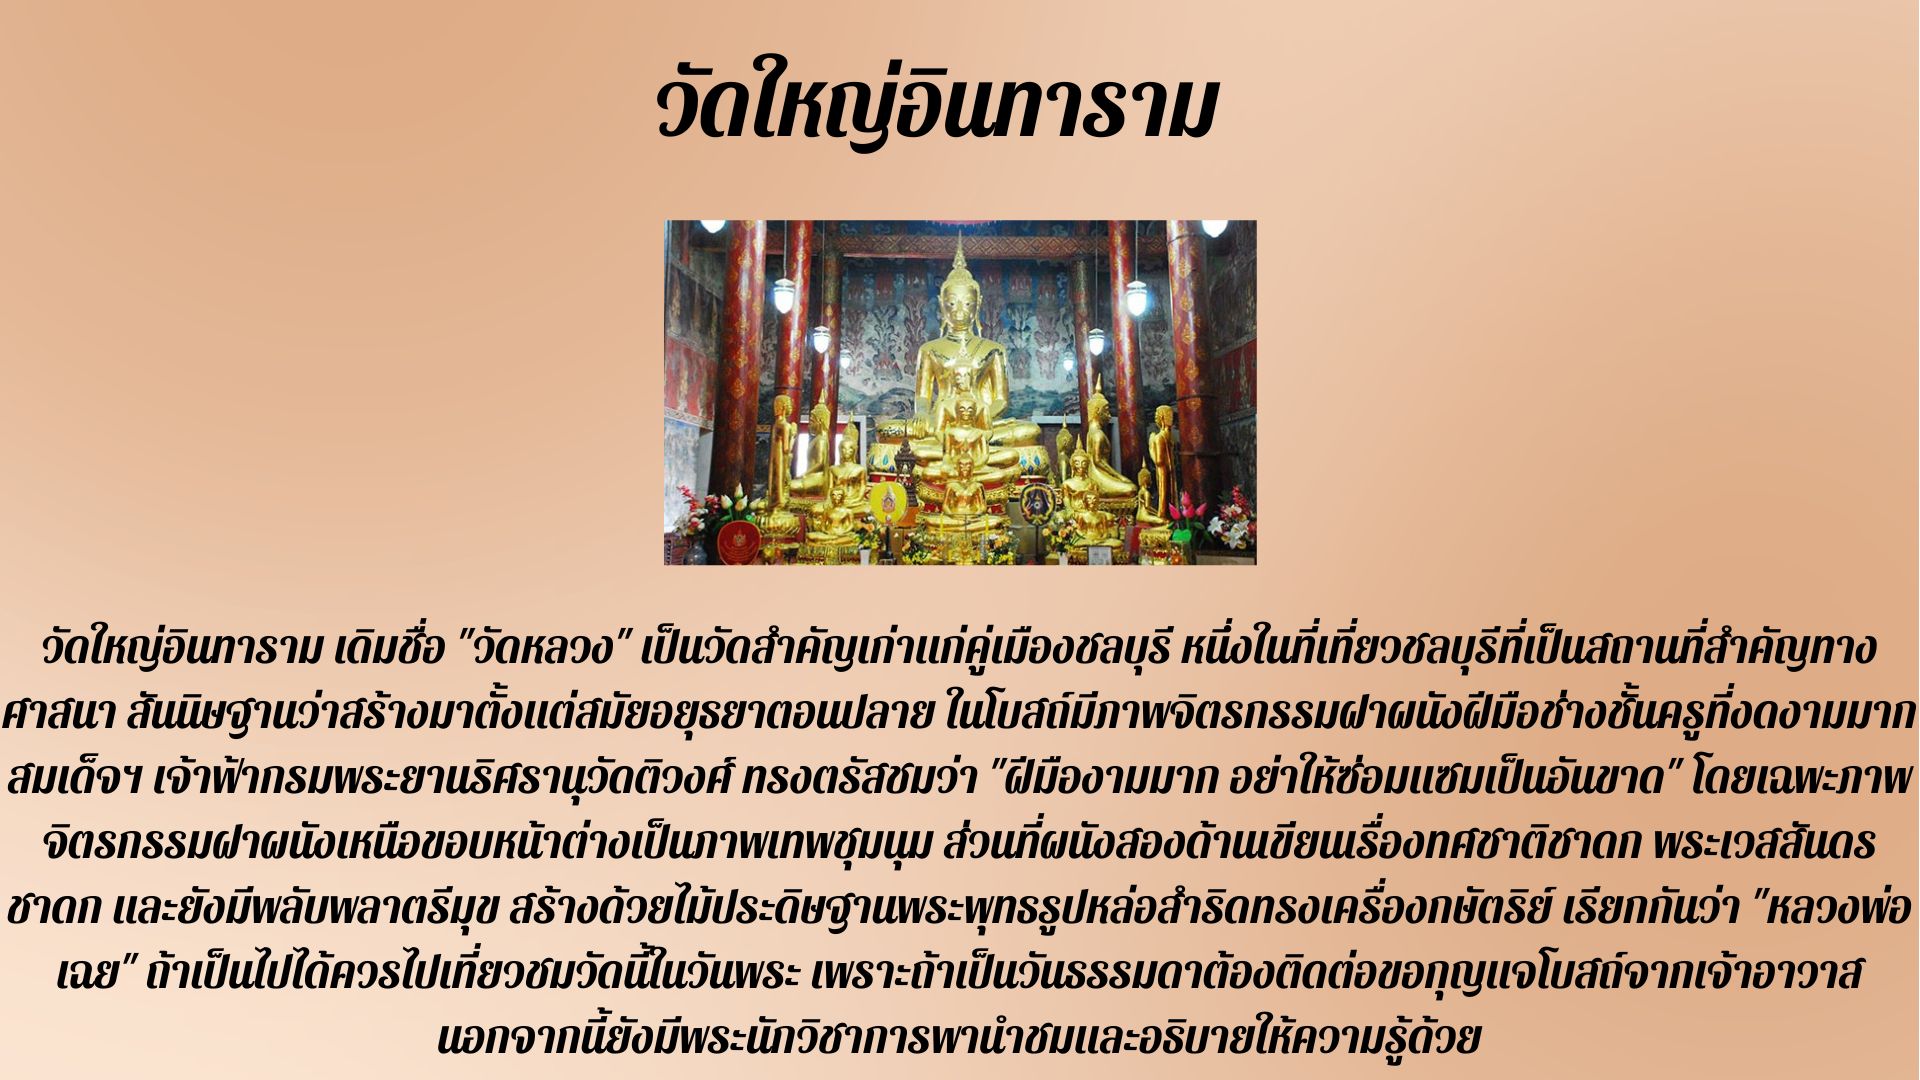 วัดใหญ่อินทาราม
วัดใหญ่อินทาราม เดิมชื่อ "วัดหลวง" เป็นวัดสำคัญเก่าแก่คู่เมืองชลบุรี หนึ่งในที่เที่ยวชลบุรีที่เป็นสถานที่สำคัญทาง
ศาสนา สันนิษฐานว่าสร้างมาตั้งแต่สมัยอยุธยาตอนปลาย ในโบสถ์มีภาพจิตรกรรมฝาผนังฝีมือช่างชั้นครูที่งดงามมาก
สมเด็จฯ เจ้าฟ้ากรมพระยานริศรานุวัดติวงศ์ ทรงตรัสชมว่า "ฝีมืองามมาก อย่าให้ซ่อมแซมเป็นอันขาด" โดยเฉพะภาพ
จิตรกรรมฝาผนังเหนือขอบหน้าต่างเป็นภาพเทพชุมนุม ส่วนที่ผนังสองด้านเขียนเรื่องทศชาติชาดก พระเวสสันดร
ชาดก และยังมีพลับพลาตรีมุข สร้างด้วยไม้ประดิษฐานพระพุทธรูปหล่อสำริดทรงเครื่องกษัตริย์ เรียกกันว่า "หลวงพ่อ
เฉย" ถ้าเป็นไปได้ควรไปเที่ยวชมวัดนี้ในวันพระ เพราะถ้าเป็นวันธรรมดาต้องติดต่อขอกุญแจโบสถ์จากเจ้าอาวาส
นอกจากนี้ยังมีพระนักวิชาการพานำชมและอธิบายให้ความรู้ด้วย